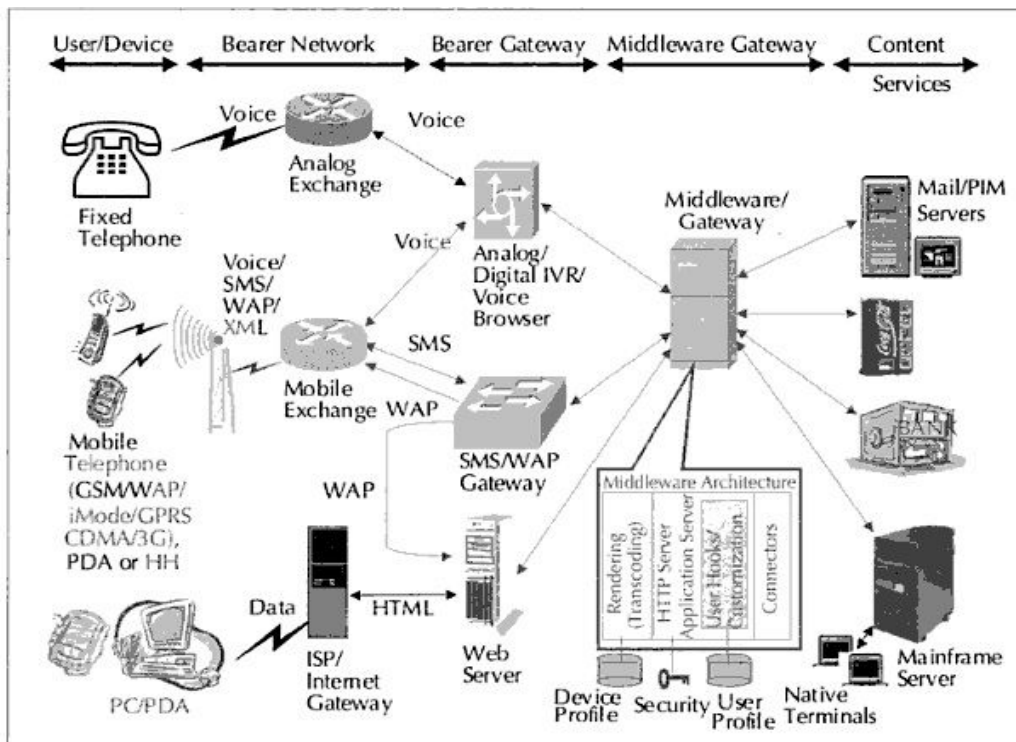 User/Device
Bearer Network
Bearer Gateway
Middleware Gateway
Content
Services
Voice
Voice
Analog
Exchange
Fixed
Telephone
Voice
Analog/
Digital IVR/
Voice
Browser
Middleware/
Gateway
Mail/PIM
Servers
Voice/
SMS/
WAP/
XML
Mobile
Exchange
SMS
WAP
SMS/WAP
Gateway
WAP
Coca-Cola
BANK
Mobile
Telephone
(GSM/WAP/
iMode/GPRS
CDMA/3G),
PDA or HH
Data
HTML
ISP/
Internet
Gateway
Web
Server
PC/PDA
Middleware Architecture
Rendering
(Transcoding)
HTTP Server
Application Server
User Hooks/
Customization
Connectors
Device
Profile
Security
User
Profile
Native
Terminals
Mainframe
Server